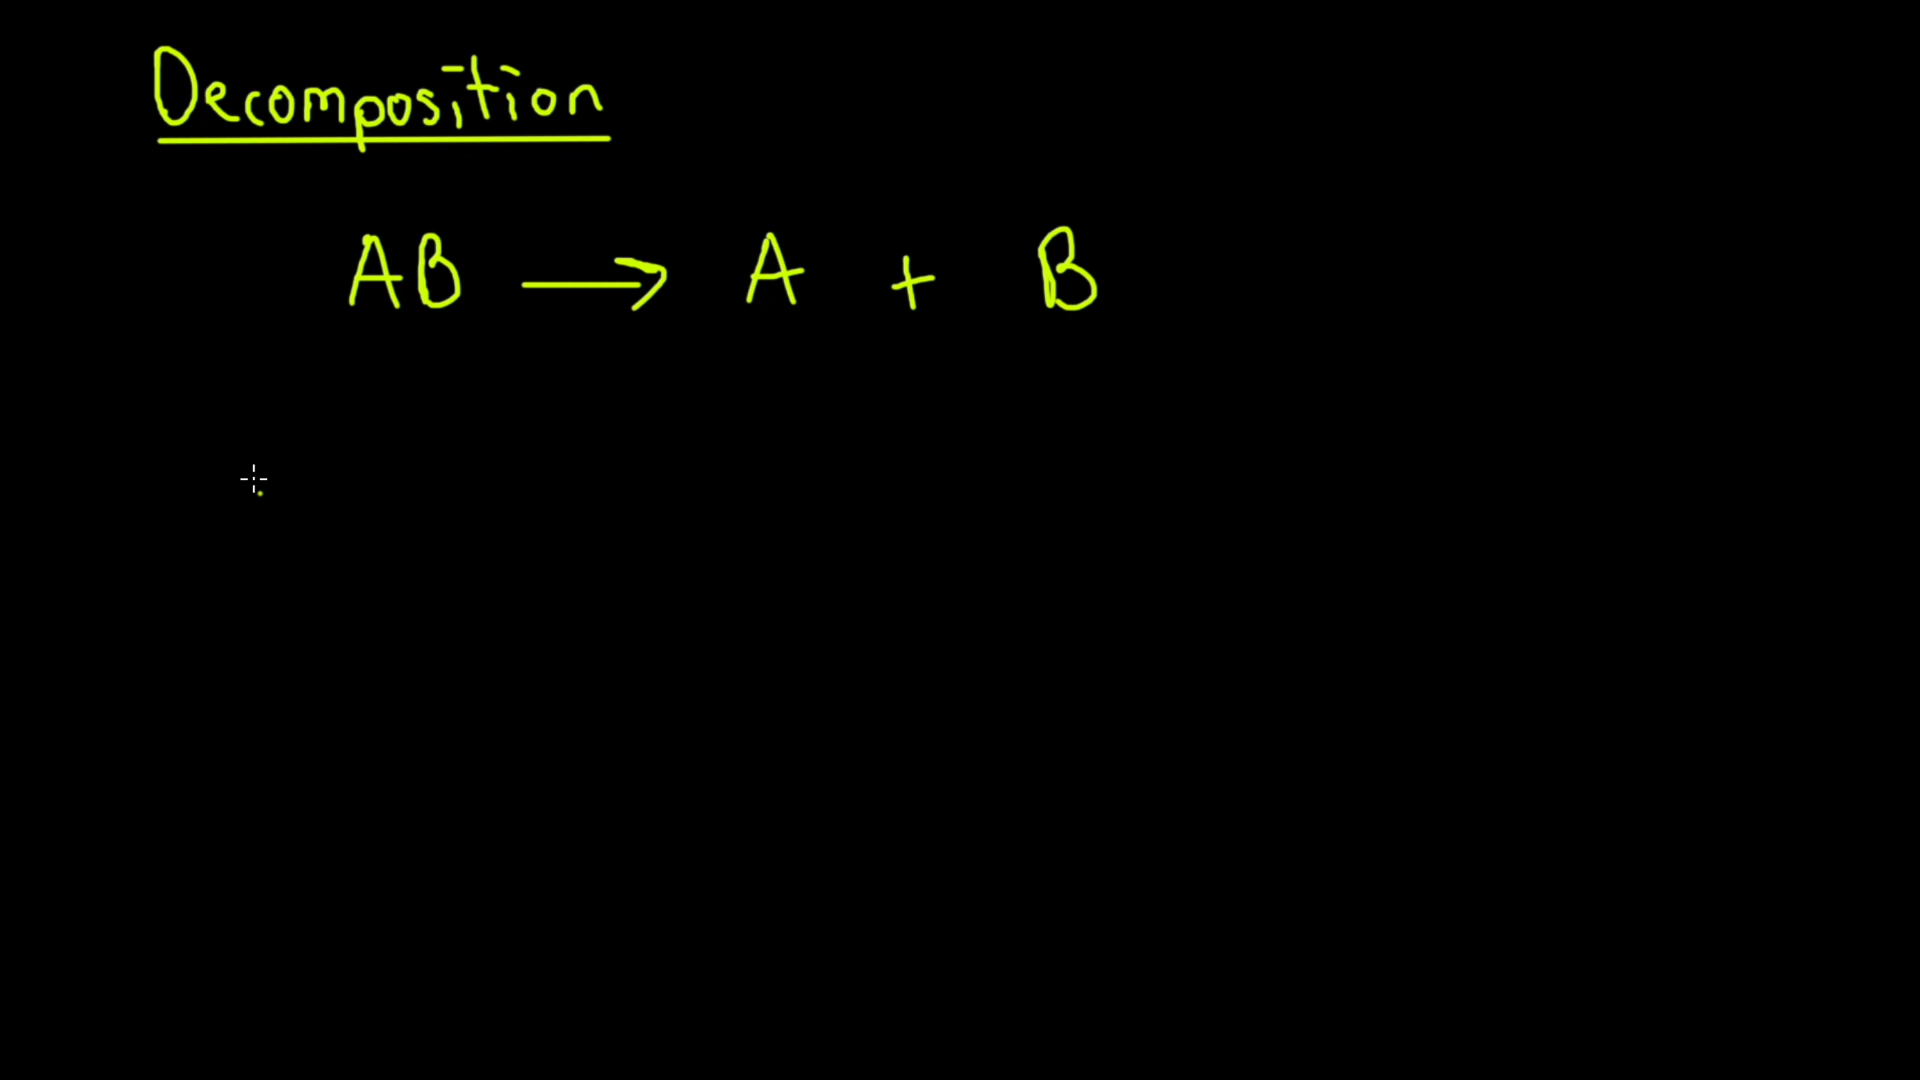 Decomposition
AB → A + B